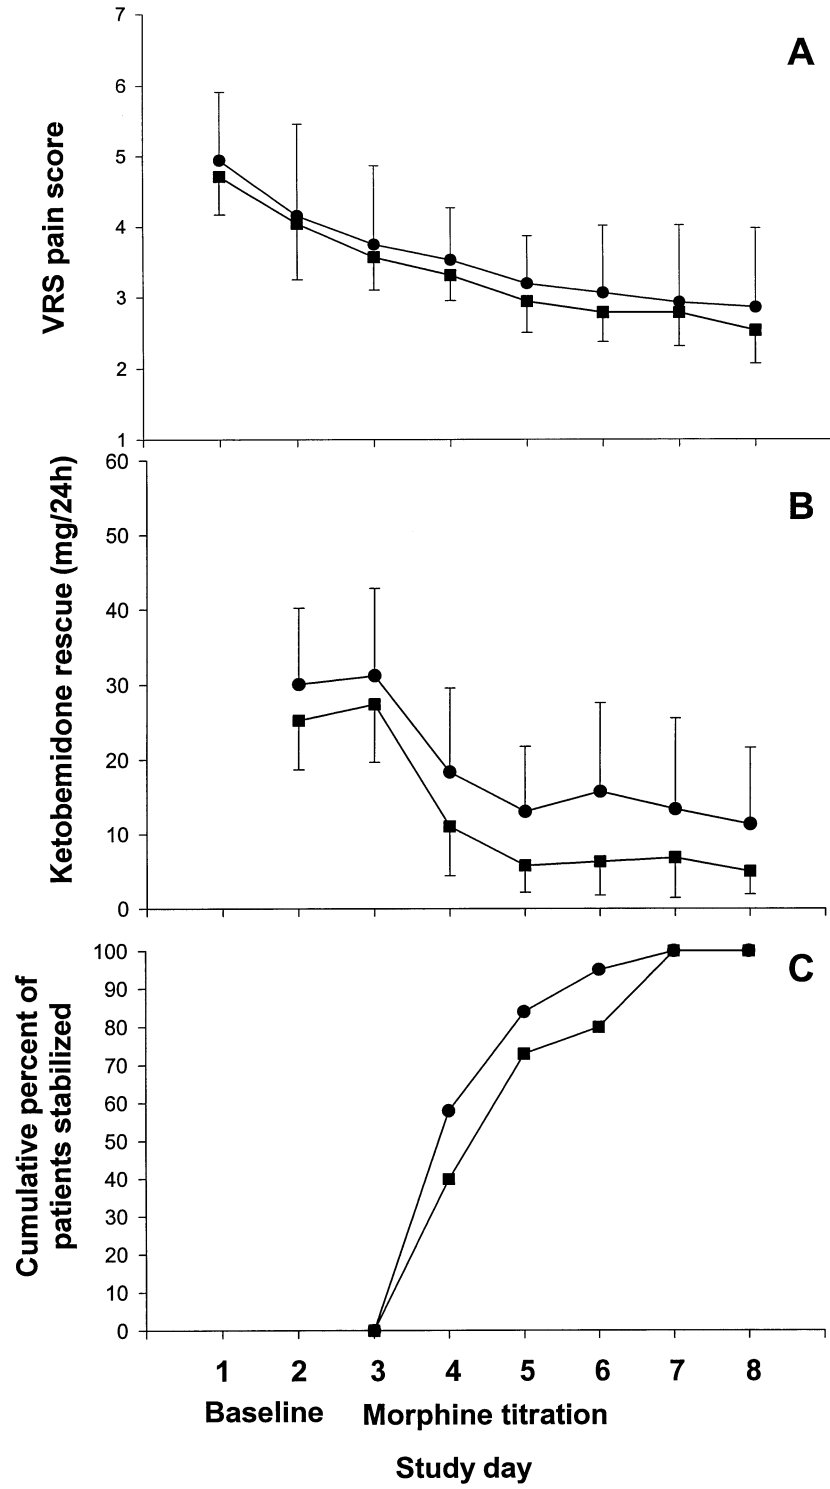 A
VRS pain score
7
6
5
4
3
2
1
B
Ketobemidone rescue (mg/24h)
60
50
40
30
20
10
0
C
Cumulative percent of
patients stabilized
100
90
80
70
60
50
40
30
20
10
0
1 2 3 4 5 6 7 8
Baseline Morphine titration
Study day